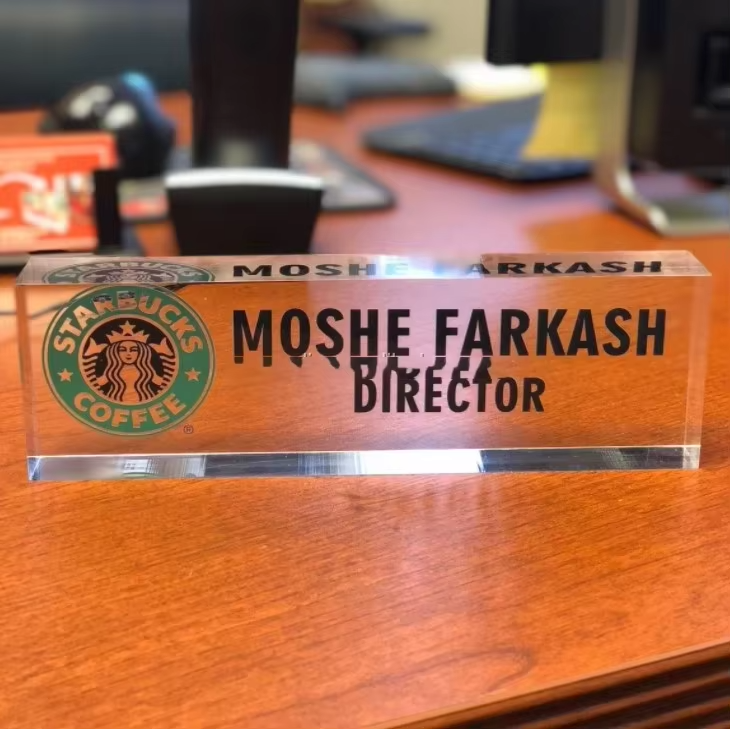 STARBUCKS
COFFEE
®
MOSHE FARKASH
DIRECTOR